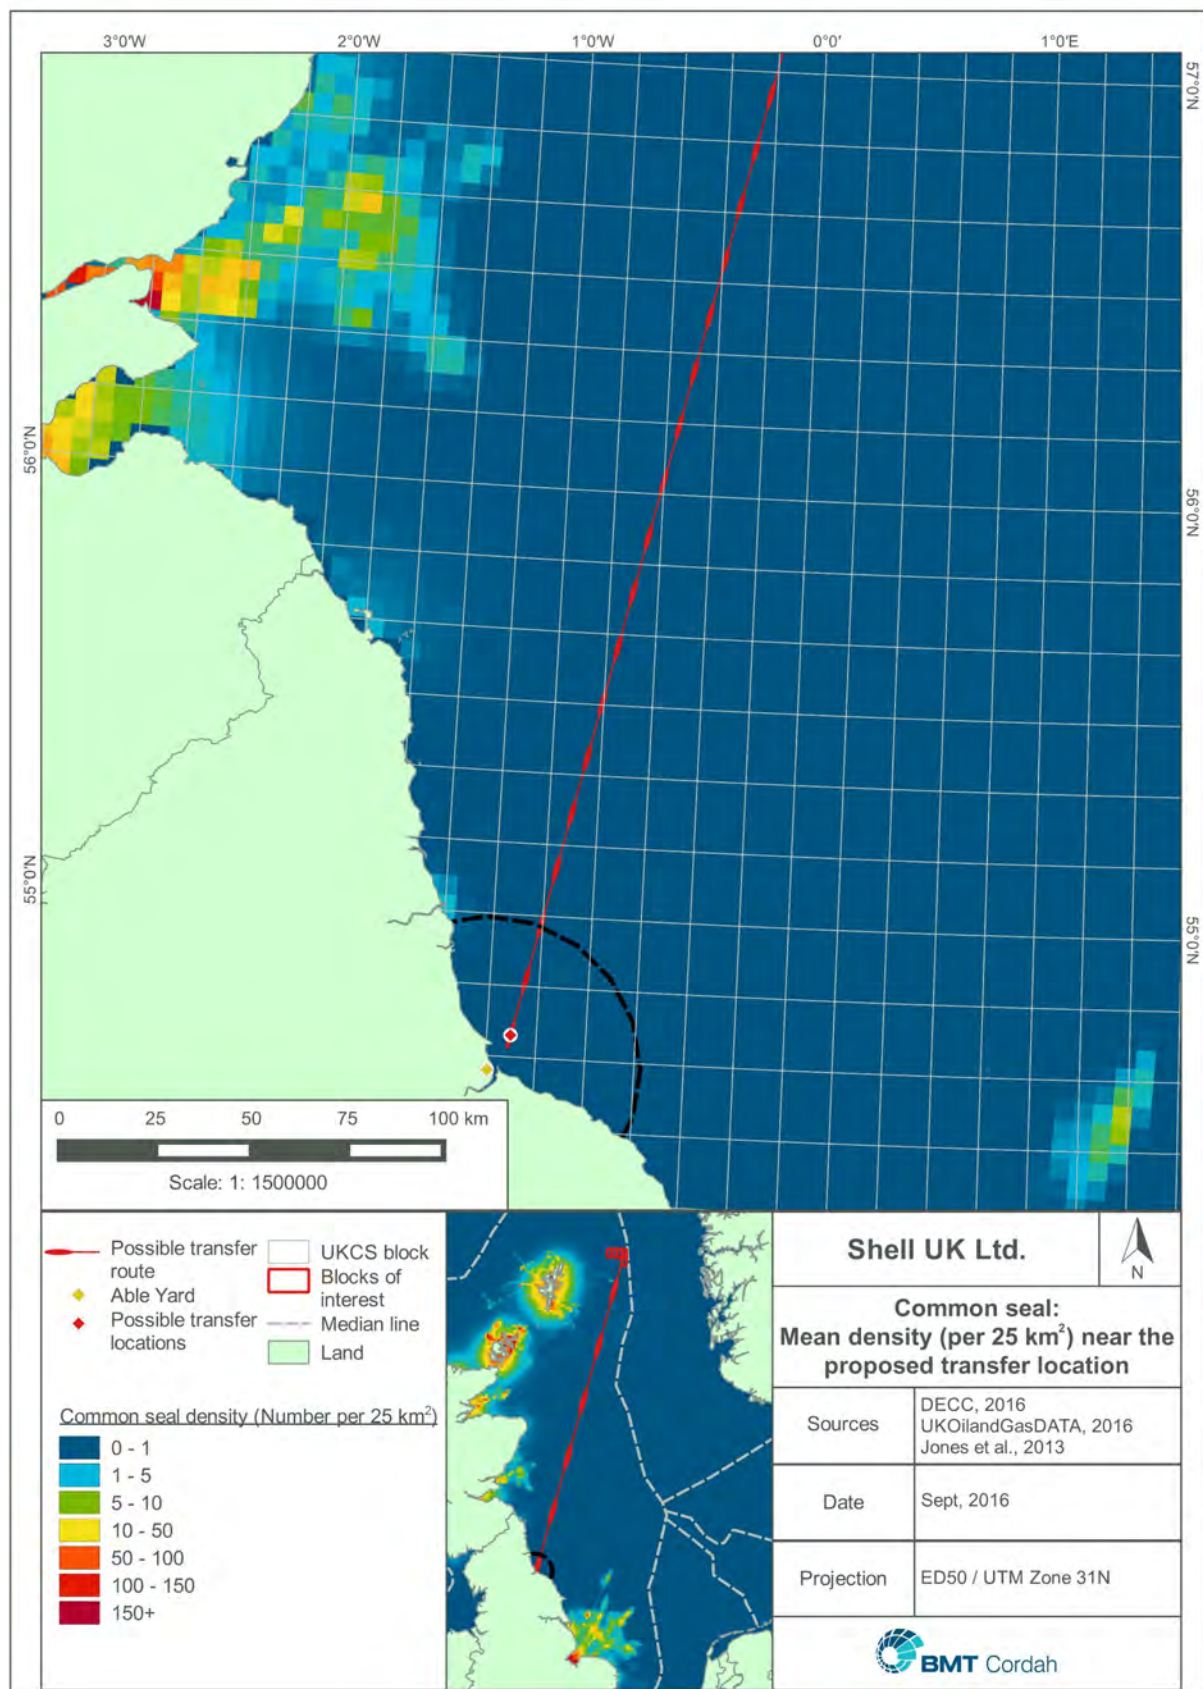 3°0'W 2°0'W 1°0'W 0°0' 1°0'E
57°0'N
56°0'N
56°0'N
55°0'N
55°0'N
0 25 50 75 100 km
Scale: 1: 1500000
Possible transfer
route
Able Yard
Possible transfer
locations
UKCS block
Blocks of
interest
Median line
Land
Common seal density (Number per 25 km²)
0 - 1
1 - 5
5 - 10
10 - 50
50 - 100
100 - 150
150+
Shell UK Ltd.
N
Common seal:
Mean density (per 25 km²) near the
proposed transfer location
Sources
DECC, 2016
UKOilandGasDATA, 2016
Jones et al., 2013
Date
Sept, 2016
Projection
ED50 / UTM Zone 31N
BMT Cordah